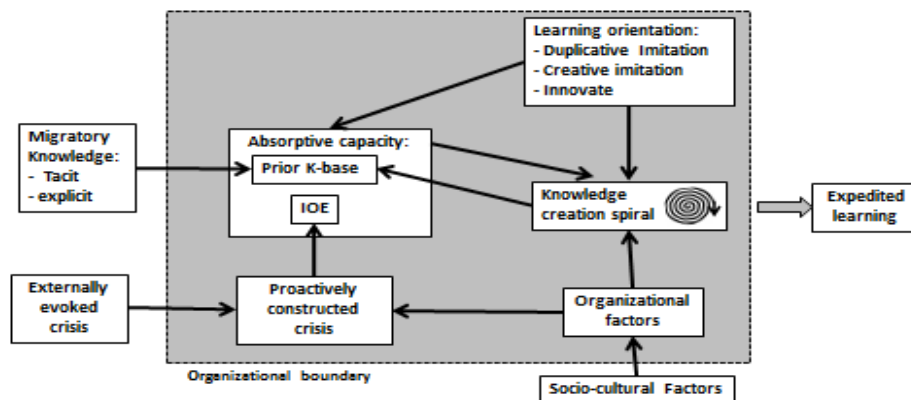 Learning orientation:
- Duplicative Imitation
- Creative imitation
- Innovate
Migratory
Knowledge:
- Tacit
- explicit
Absorptive capacity:
Prior K-base
IOE
Knowledge
creation spiral
Expedited
learning
Externally
evoked crisis
Proactively
constructed
crisis
Organizational
factors
Organizational boundary
Socio-cultural Factors